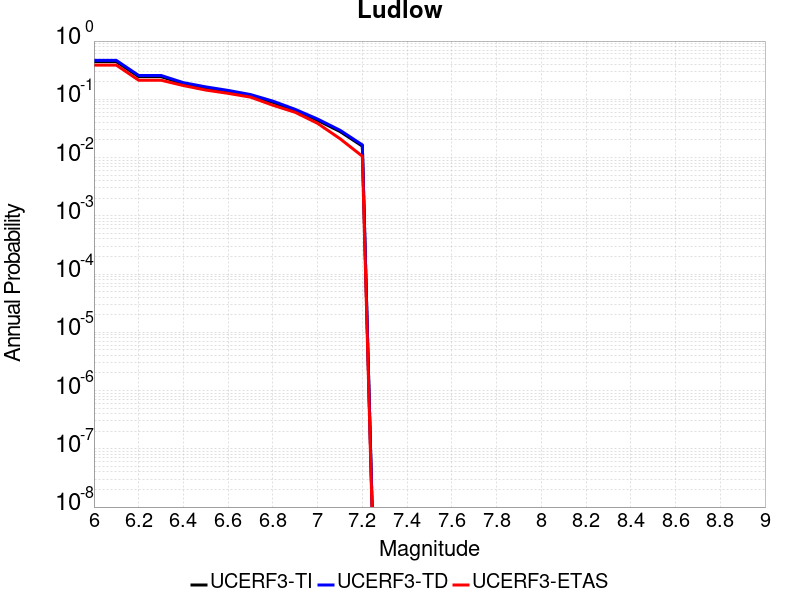 Ludlow
10^0
10^-1
10^-2
10^-3
10^-4
10^-5
10^-6
10^-7
10^-8
Annual Probability
6 6.2 6.4 6.6 6.8 7 7.2 7.4 7.6 7.8 8 8.2 8.4 8.6 8.8 9
Magnitude
UCERF3-TI UCERF3-TD UCERF3-ETAS